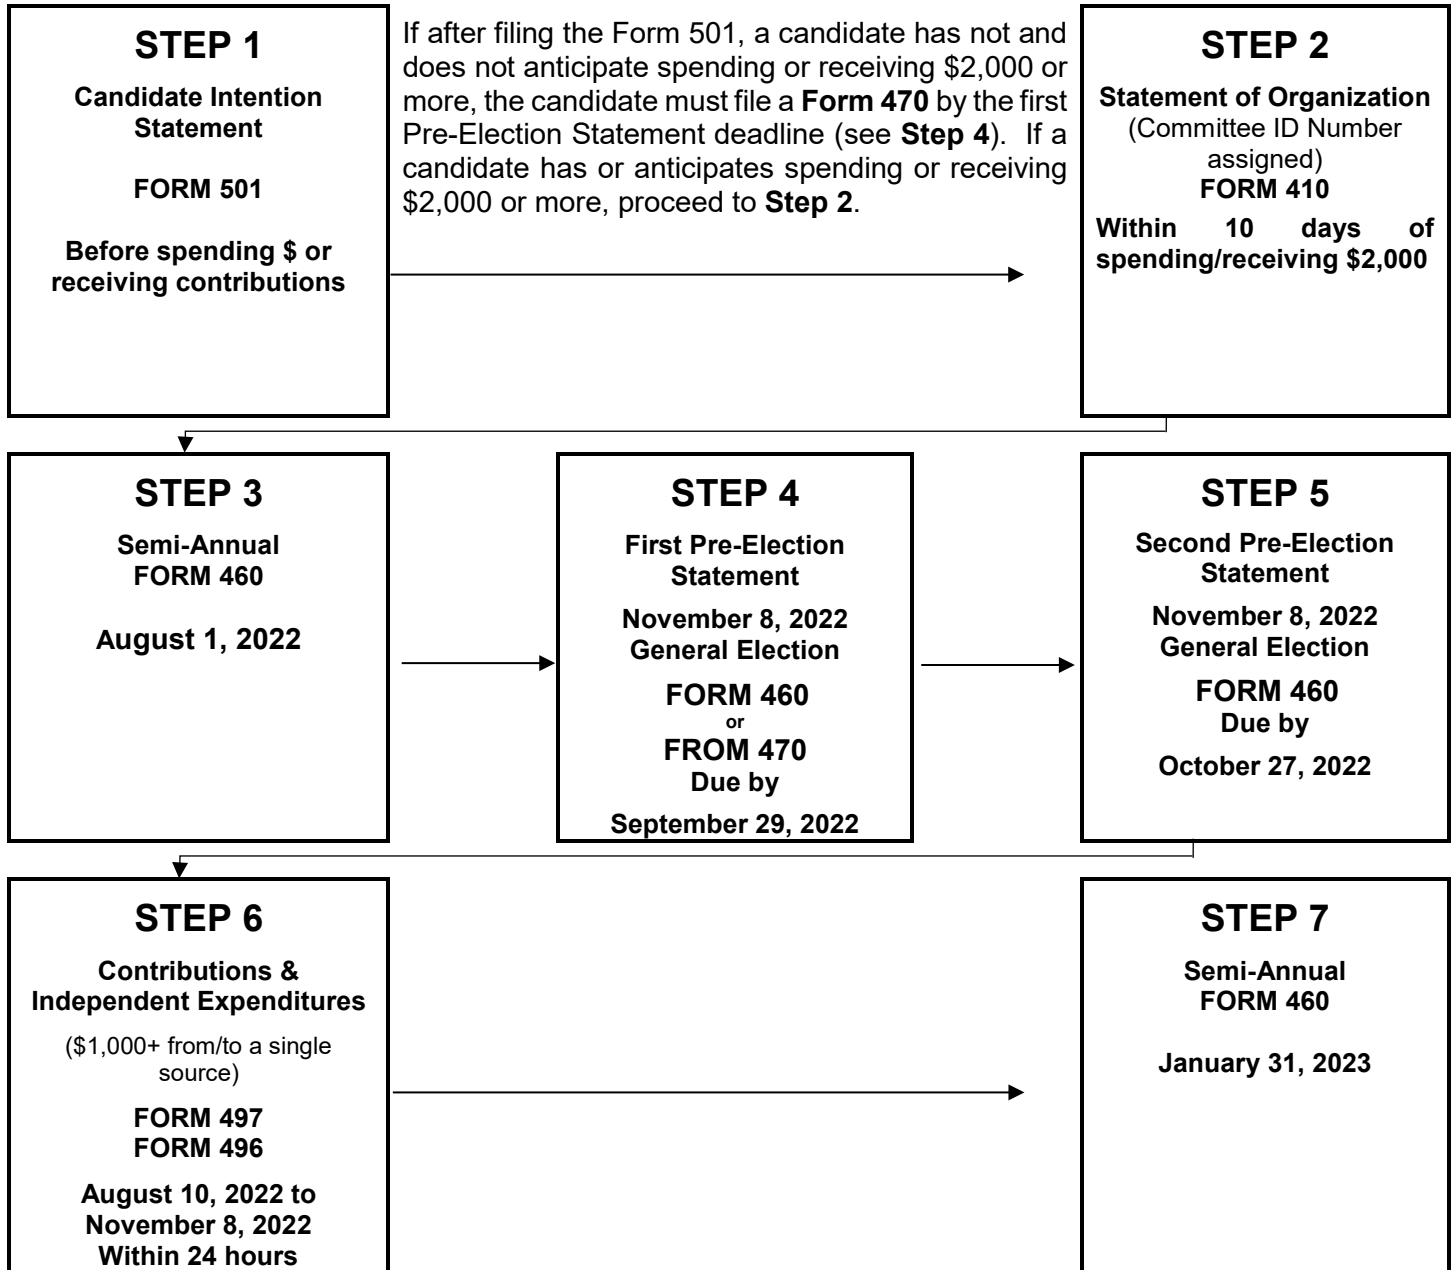 STEP 1
Candidate Intention
Statement
FORM 501
Before spending $ or
receiving contributions
If after filing the Form 501, a candidate has not and
does not anticipate spending or receiving $2,000 or
more, the candidate must file a Form 470 by the first
Pre-Election Statement deadline (see Step 4). If a
candidate has or anticipates spending or receiving
$2,000 or more, proceed to Step 2.
STEP 2
Statement of Organization
(Committee ID Number
assigned)
FORM 410
Within 10 days of
spending/receiving $2,000
STEP 3
Semi-Annual
FORM 460
August 1, 2022
STEP 4
First Pre-Election
Statement
November 8, 2022
General Election
FORM 460
or
FROM 470
Due by
September 29, 2022
STEP 5
Second Pre-Election
Statement
November 8, 2022
General Election
FORM 460
Due by
October 27, 2022
STEP 6
Contributions &
Independent Expenditures
($1,000+ from/to a single
source)
FORM 497
FORM 496
August 10, 2022 to
November 8, 2022
Within 24 hours
STEP 7
Semi-Annual
FORM 460
January 31, 2023